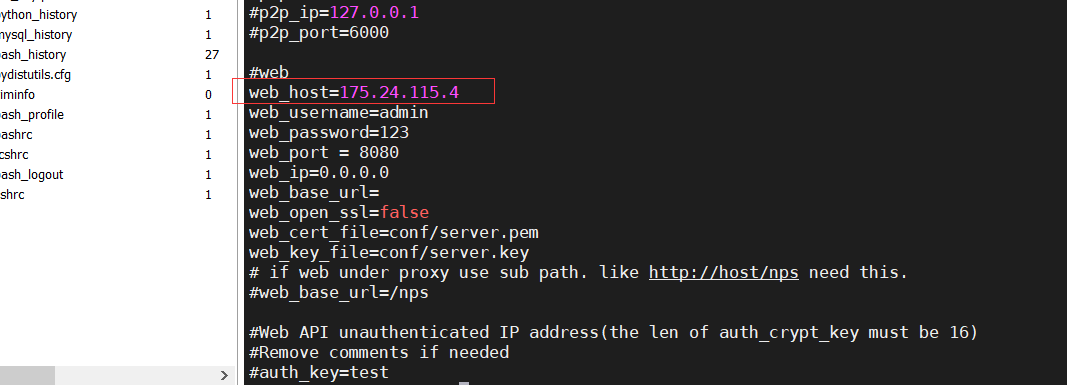 ython_history 1
nysql_history 1
ash_history 27
ydistutils.cfg 1
iminfo 0
ash_profile 1
ashrc 1
cshrc 1
ash_logout 1
shrc 1
#p2p_ip=127.0.0.1
#p2p_port=6000
#web
web_host=175.24.115.4
web_username=admin
web_password=123
web_port = 8080
web_ip=0.0.0.0
web_base_url=
web_open_ssl=false
web_cert_file=conf/server.pem
web_key_file=conf/server.key
# if web under proxy use sub path. like http://host/nps need this.
#web_base_url=/nps
#Web API unauthenticated IP address(the len of auth_crypt_key must be 16)
#Remove comments if needed
#auth_key=test